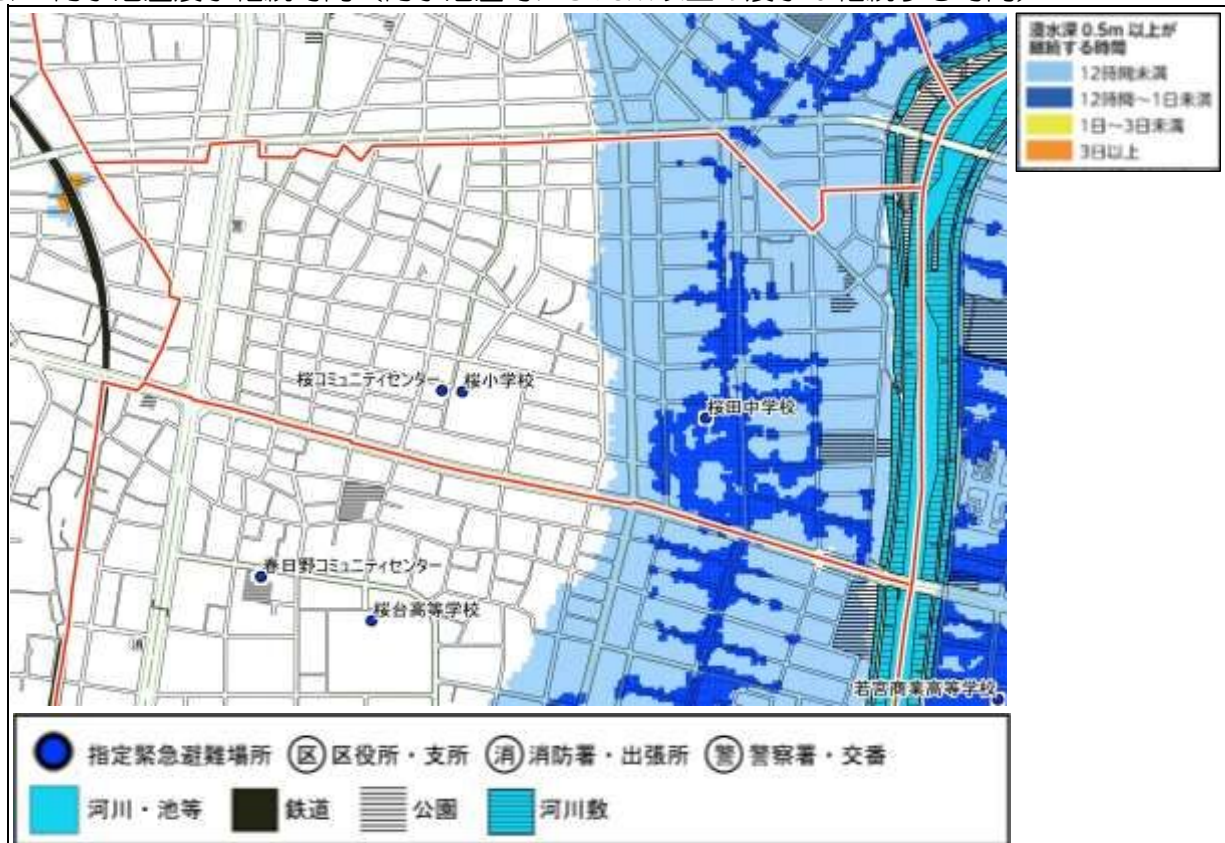 浸水深 0.5m 以上が
継続する時間
12時間未満
12時間～1日未満
1日～3日未満
3日以上
桜コミュニティセンター
桜小学校
桜田中学校
春日野コミュニティセンター
桜台高等学校
消
若宮商業高等学校
指定緊急避難場所 区 区役所・支所 消 消防署・出張所 警 警察署・交番
河川・池等 鉄道 公園 河川敷